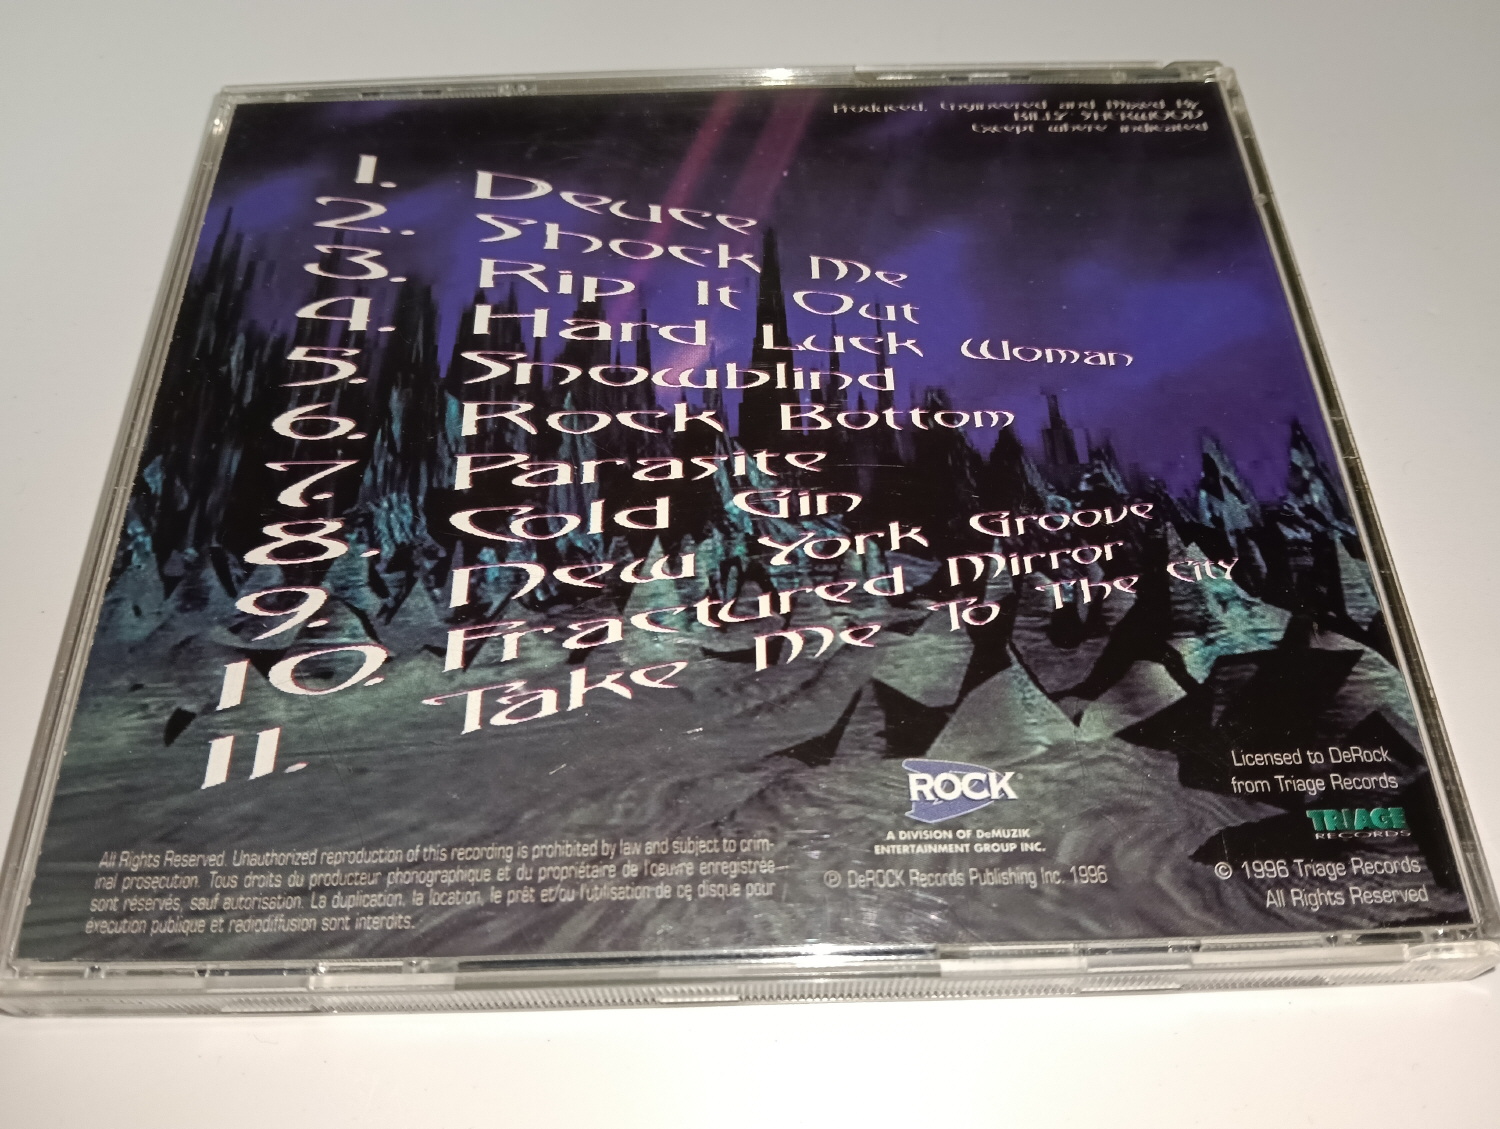 Produced, Engineered and Mixed By
BILLY SHERWOOD
Except where indicated
1. Deuce
2. Shock Me
3. Rip It Out
4. Hard Luck Woman
5. Snowblind
6. Rock Bottom
7. Parasite
8. Cold Gin
9. New York Groove
10. Fractured Mirror
11. Take Me To The City
ROCK
A DIVISION OF DeMUZIK
ENTERTAINMENT GROUP INC.
℗ DeROCK Records Publishing Inc. 1996
Licensed to DeRock
from Triage Records
TRIAGE
RECORDS
© 1996 Triage Records
All Rights Reserved
All Rights Reserved. Unauthorized reproduction of this recording is prohibited by law and subject to crim-
inal prosecution. Tous droits du producteur phonographique et du propriétaire de l'oeuvre enregistrée
sont réservés, sauf autorisation. La duplication, la location, le prêt et/ou l'utilisation de ce disque pour
éxecution publique et radiodiffusion sont interdits.